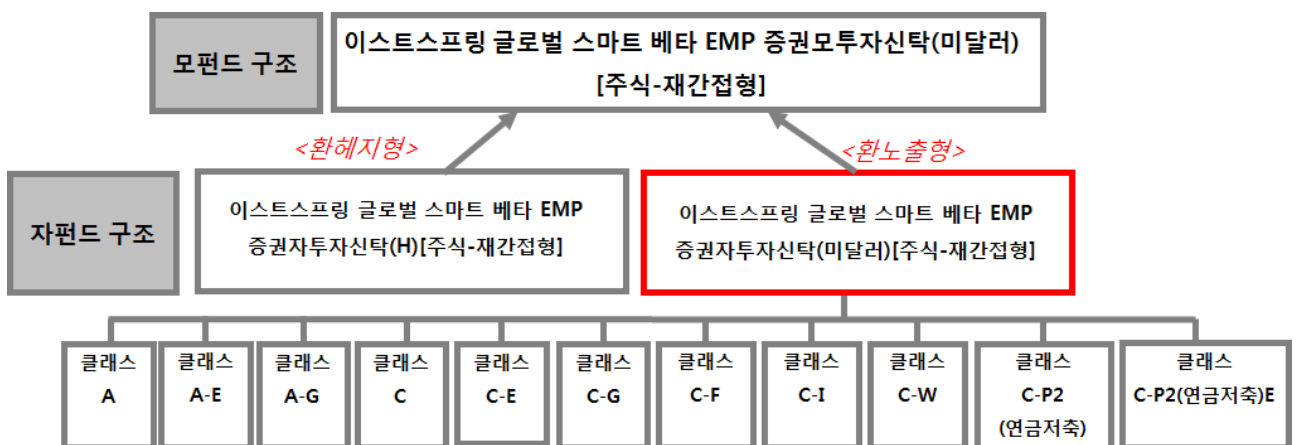 모펀드 구조
이스트스프링 글로벌 스마트 베타 EMP 증권모투자신탁(미달러)
[주식-재간접형]
<환헤지형>
<환노출형>
자펀드 구조
이스트스프링 글로벌 스마트 베타 EMP
증권자투자신탁(H)[주식-재간접형]
이스트스프링 글로벌 스마트 베타 EMP
증권자투자신탁(미달러)[주식-재간접형]
클래스
A
클래스
A-E
클래스
A-G
클래스
C
클래스
C-E
클래스
C-G
클래스
C-F
클래스
C-I
클래스
C-W
클래스
C-P2
(연금저축)
클래스
C-P2(연금저축)E